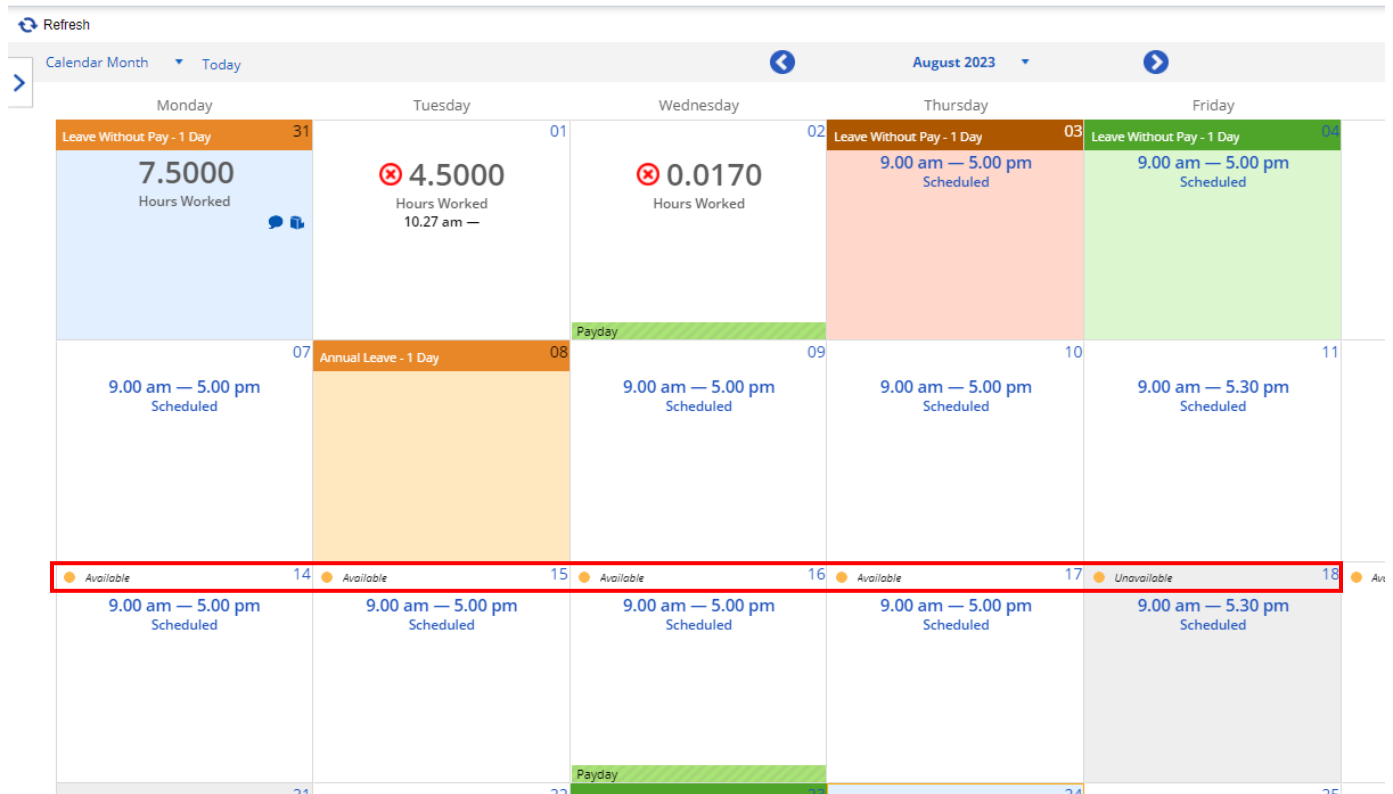 Refresh
Calendar Month Today August 2023
Monday Tuesday Wednesday Thursday Friday
Leave Without Pay - 1 Day 31 01 02 Leave Without Pay - 1 Day 03 Leave Without Pay - 1 Day 04
7.5000 4.5000 0.0170 9.00 am — 5.00 pm 9.00 am — 5.00 pm
Hours Worked Hours Worked Hours Worked Scheduled Scheduled
10.27 am —
Payday
07 Annual Leave - 1 Day 08 09 10 11
9.00 am — 5.00 pm 9.00 am — 5.00 pm 9.00 am — 5.00 pm 9.00 am — 5.30 pm
Scheduled Scheduled Scheduled Scheduled
Available 14 Available 15 Available 16 Available 17 Unavailable 18
9.00 am — 5.00 pm 9.00 am — 5.00 pm 9.00 am — 5.00 pm 9.00 am — 5.00 pm 9.00 am — 5.30 pm
Scheduled Scheduled Scheduled Scheduled Scheduled
Payday
21 22 23 24 25